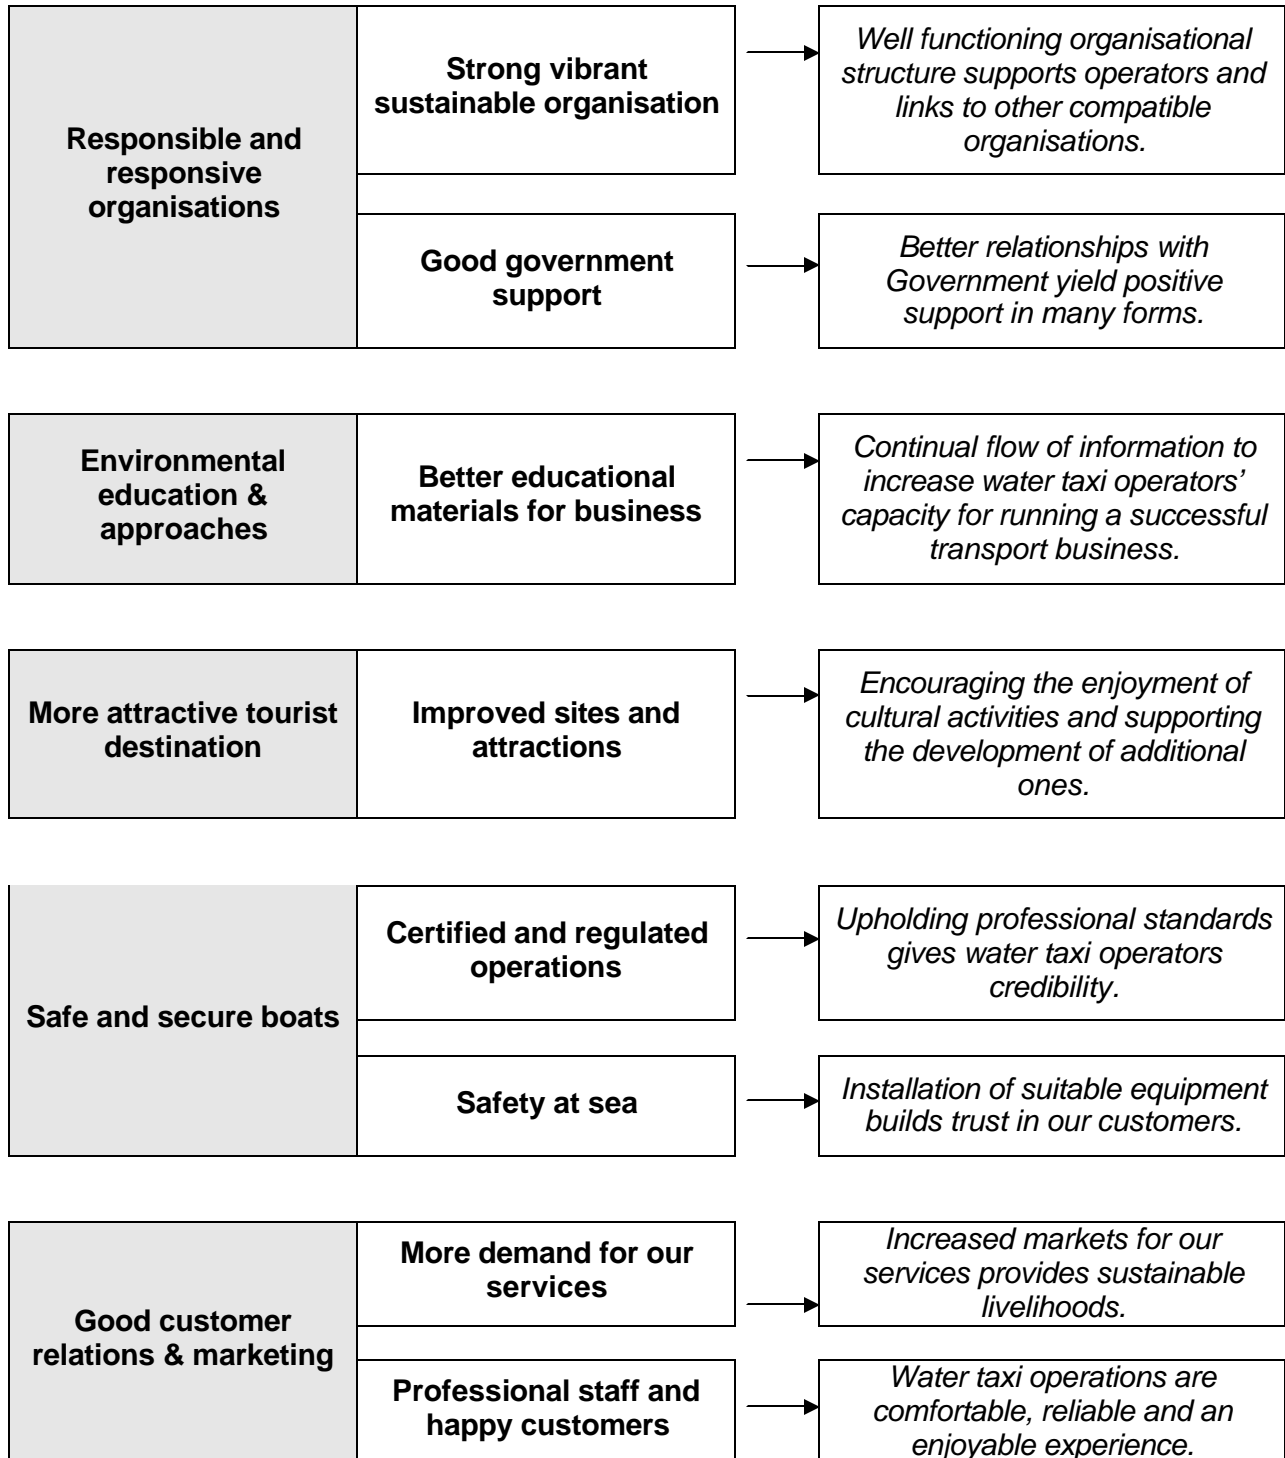 Responsible and
responsive
organisations
Strong vibrant
sustainable organisation
Well functioning organisational
structure supports operators and
links to other compatible
organisations.
Good government
support
Better relationships with
Government yield positive
support in many forms.
Environmental
education &
approaches
Better educational
materials for business
Continual flow of information to
increase water taxi operators’
capacity for running a successful
transport business.
More attractive tourist
destination
Improved sites and
attractions
Encouraging the enjoyment of
cultural activities and supporting
the development of additional
ones.
Safe and secure boats
Certified and regulated
operations
Upholding professional standards
gives water taxi operators
credibility.
Safety at sea
Installation of suitable equipment
builds trust in our customers.
Good customer
relations & marketing
More demand for our
services
Increased markets for our
services provides sustainable
livelihoods.
Professional staff and
happy customers
Water taxi operations are
comfortable, reliable and an
enjoyable experience.